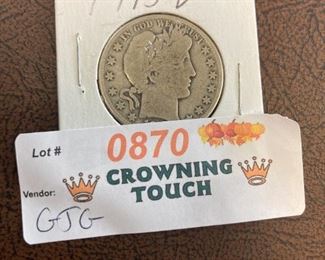 IN GOD WE TRUST
Lot #
0870
CROWNING
TOUCH
Vendor:
GJG